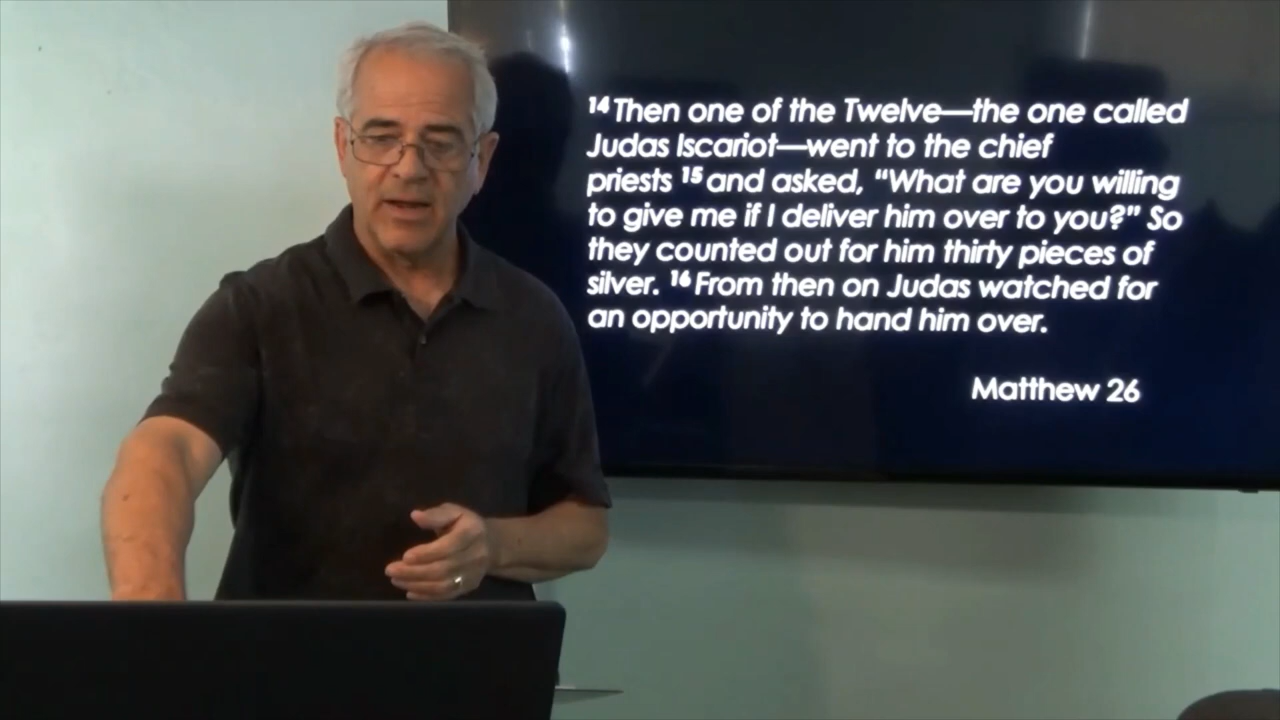 ¹⁴ Then one of the Twelve—the one called
Judas Iscariot—went to the chief
priests ¹⁵ and asked, “What are you willing
to give me if I deliver him over to you?” So
they counted out for him thirty pieces of
silver. ¹⁶ From then on Judas watched for
an opportunity to hand him over.
Matthew 26